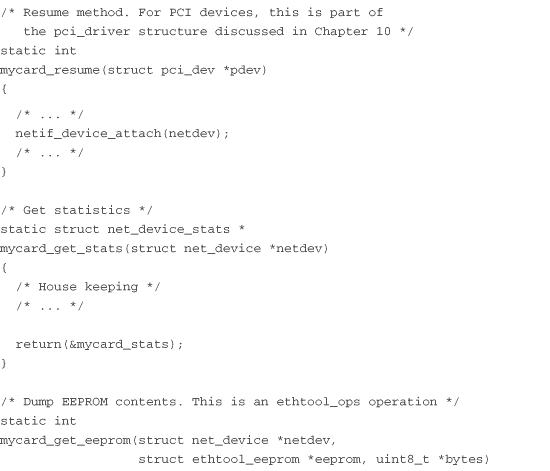 /* Resume method. For PCI devices, this is part of
   the pci_driver structure discussed in Chapter 10 */
static int
mycard_resume(struct pci_dev *pdev)
{
  /* ... */
  netif_device_attach(netdev);
  /* ... */
}

/* Get statistics */
static struct net_device_stats *
mycard_get_stats(struct net_device *netdev)
{
  /* House keeping */
  /* ... */

  return(&mycard_stats);
}

/* Dump EEPROM contents. This is an ethtool_ops operation */
static int
mycard_get_eeprom(struct net_device *netdev,
                  struct ethtool_eeprom *eeprom, uint8_t *bytes)